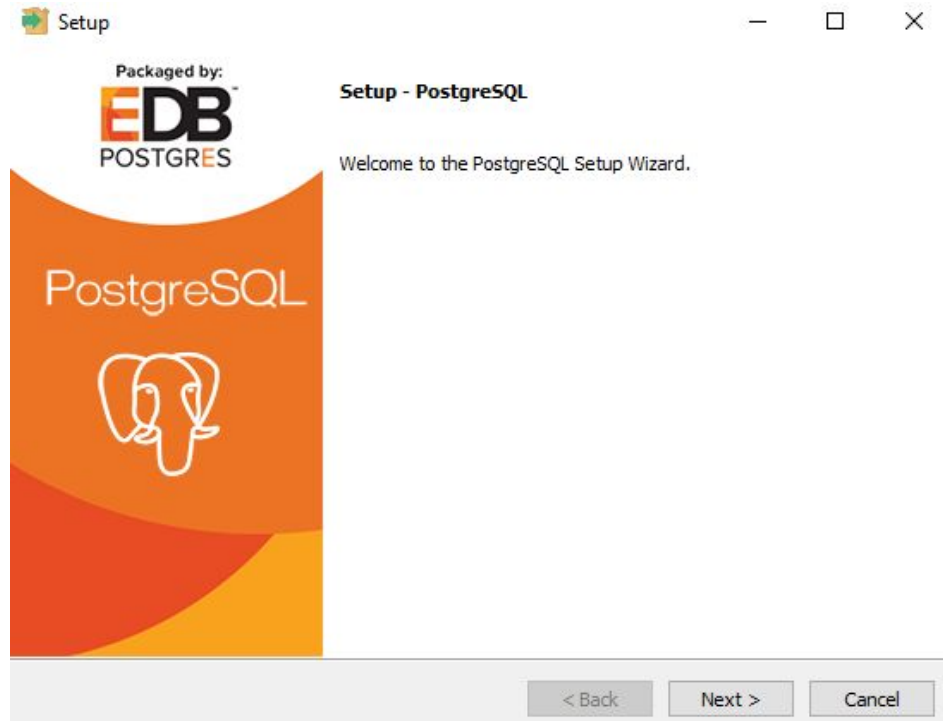 Setup
Packaged by:
EDB
POSTGRES
PostgreSQL
Setup - PostgreSQL
Welcome to the PostgreSQL Setup Wizard.
< Back
Next >
Cancel